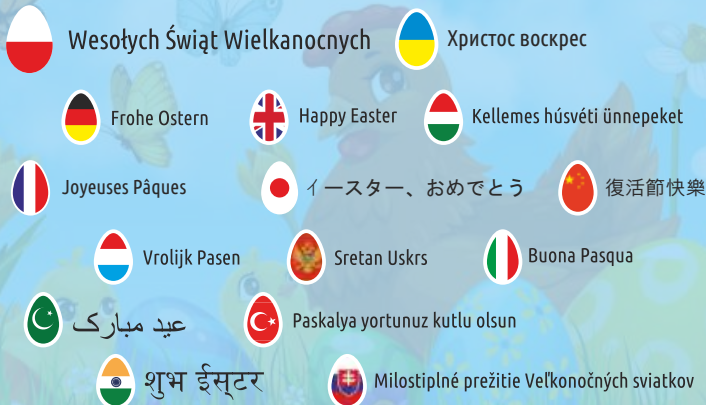 Wesołych Świąt Wielkanocnych
Христос воскрес
Frohe Ostern
Happy Easter
Kellemes húsvéti ünnepeket
Joyeuses Pâques
イースター、おめでとう
復活節快樂
Vrolijk Pasen
Sretan Uskrs
Buona Pasqua
عید مبارک
Paskalya yortunuz kutlu olsun
शुभ ईस्टर
Milostiplné prežitie Veľkonočných sviatkov